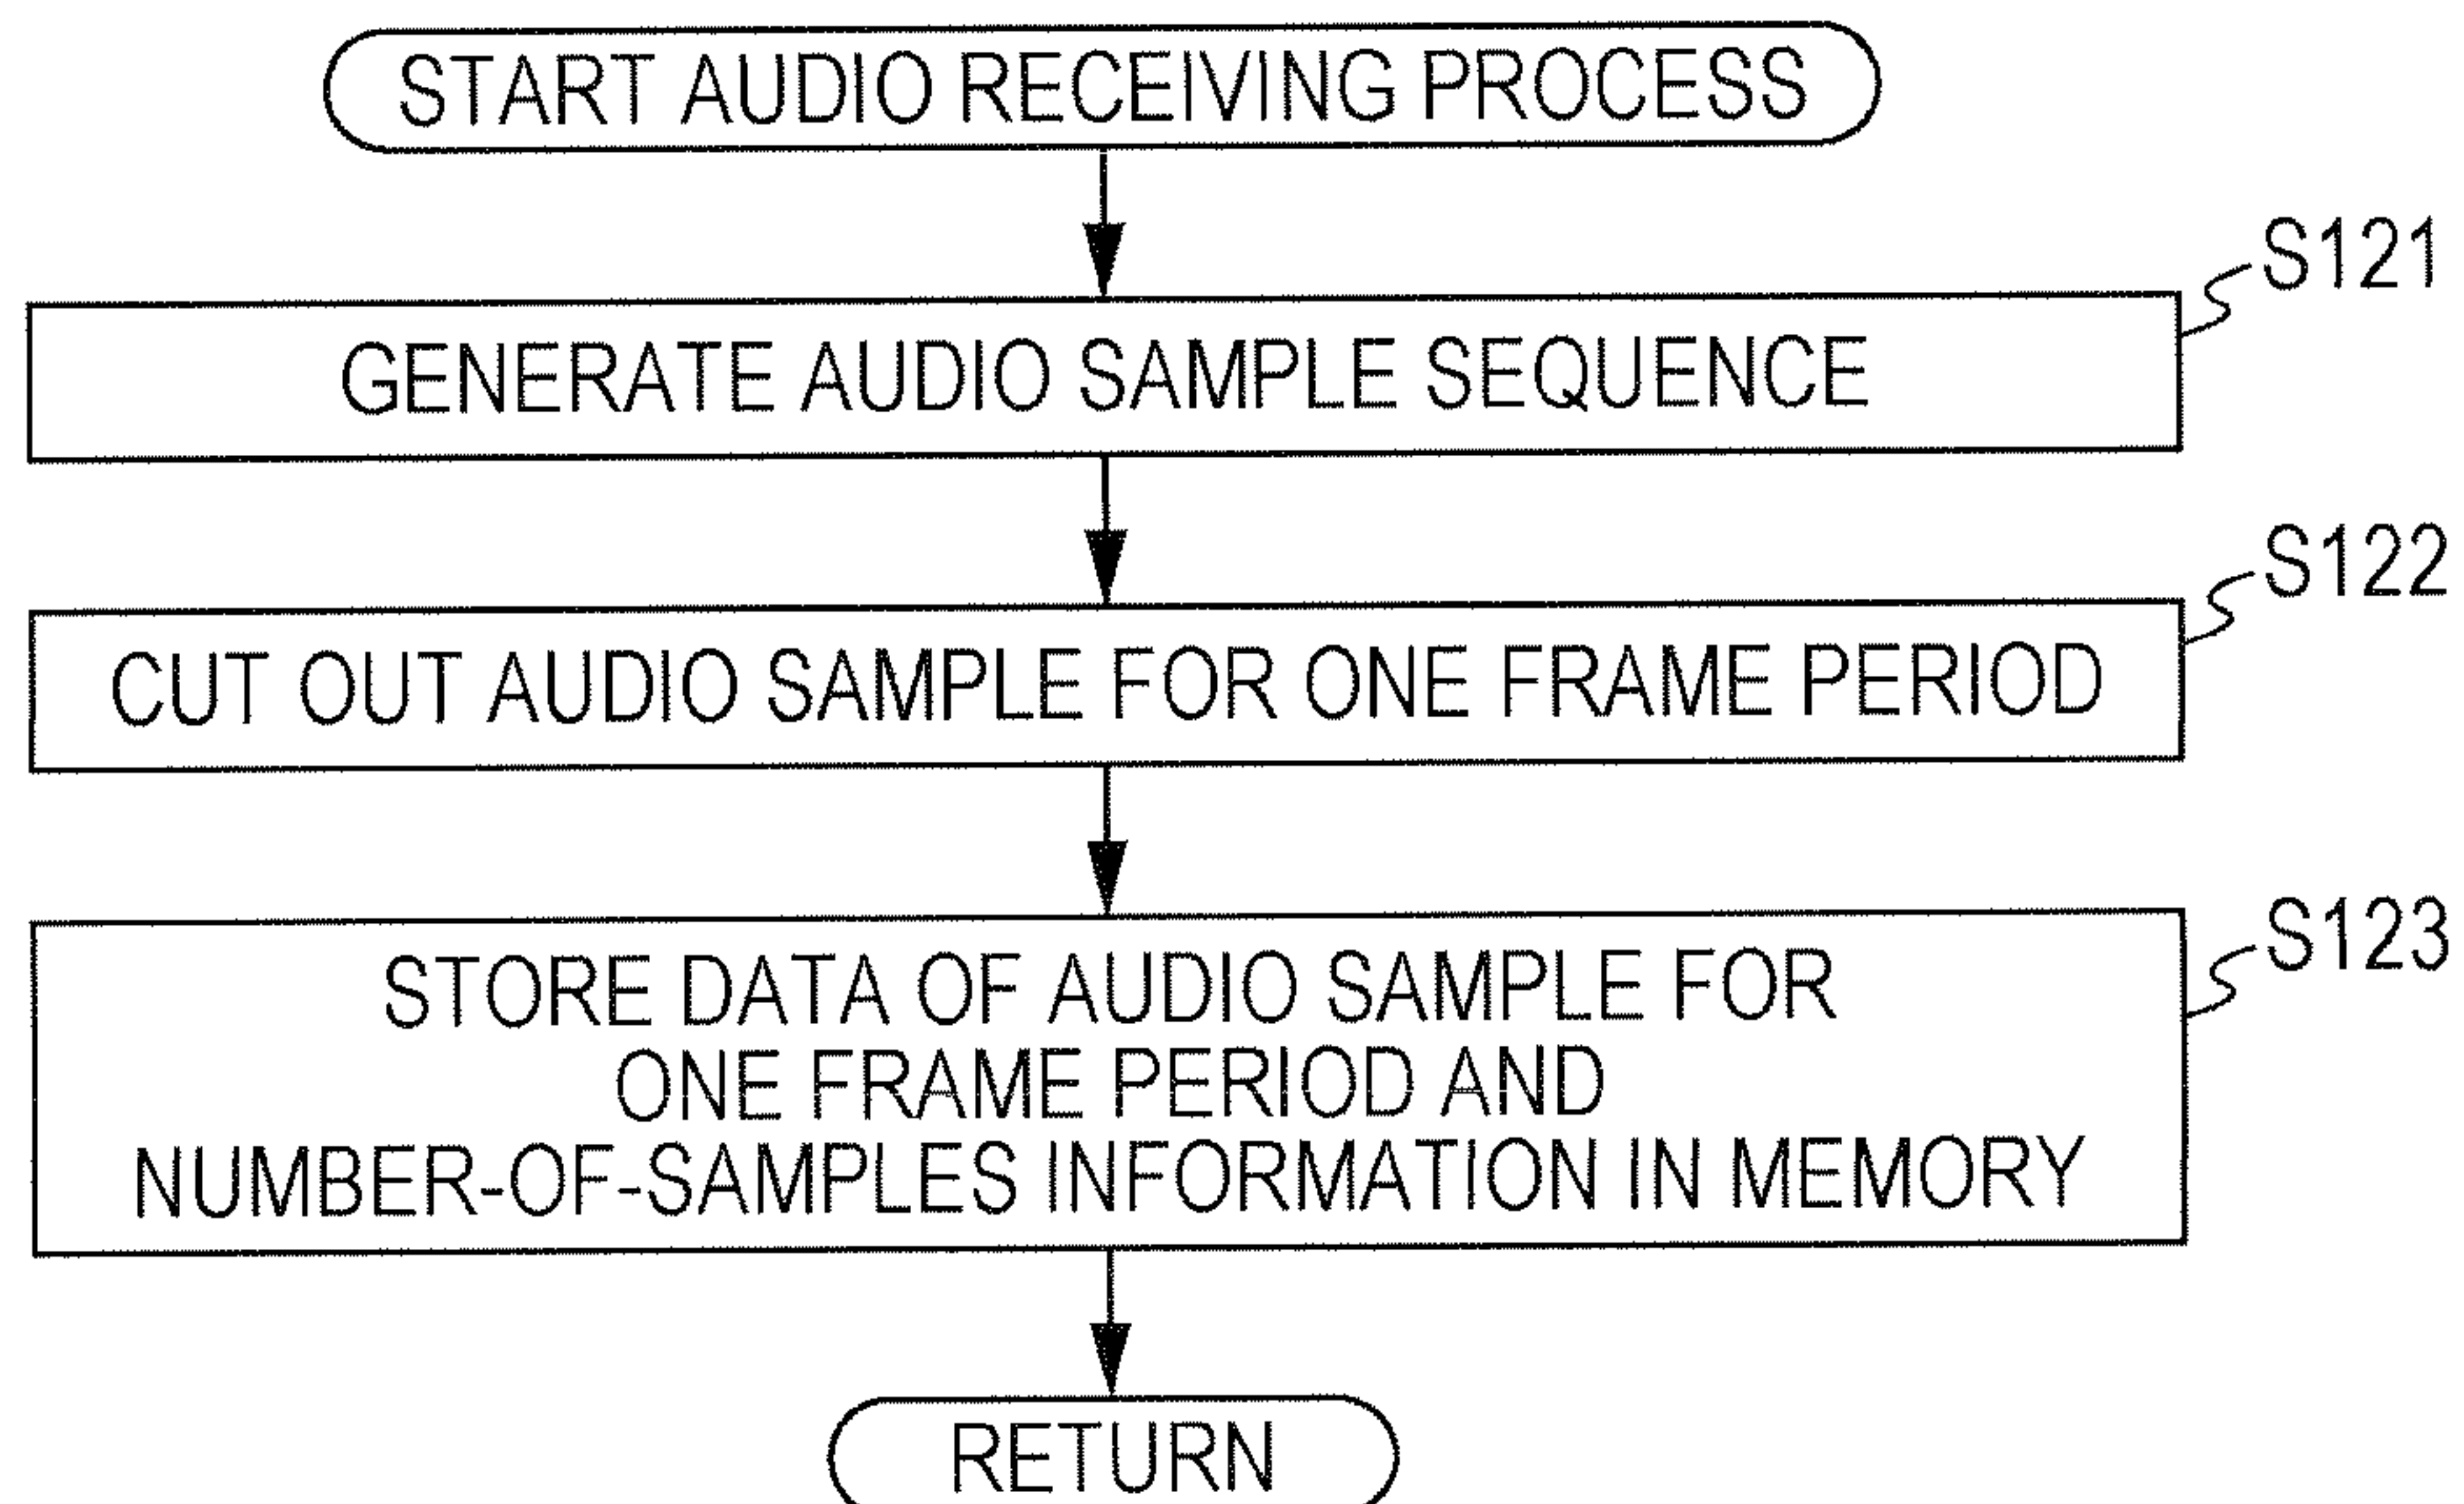 START AUDIO RECEIVING PROCESS
S121
GENERATE AUDIO SAMPLE SEQUENCE
S122
CUT OUT AUDIO SAMPLE FOR ONE FRAME PERIOD
S123
STORE DATA OF AUDIO SAMPLE FOR
ONE FRAME PERIOD AND
NUMBER-OF-SAMPLES INFORMATION IN MEMORY
RETURN